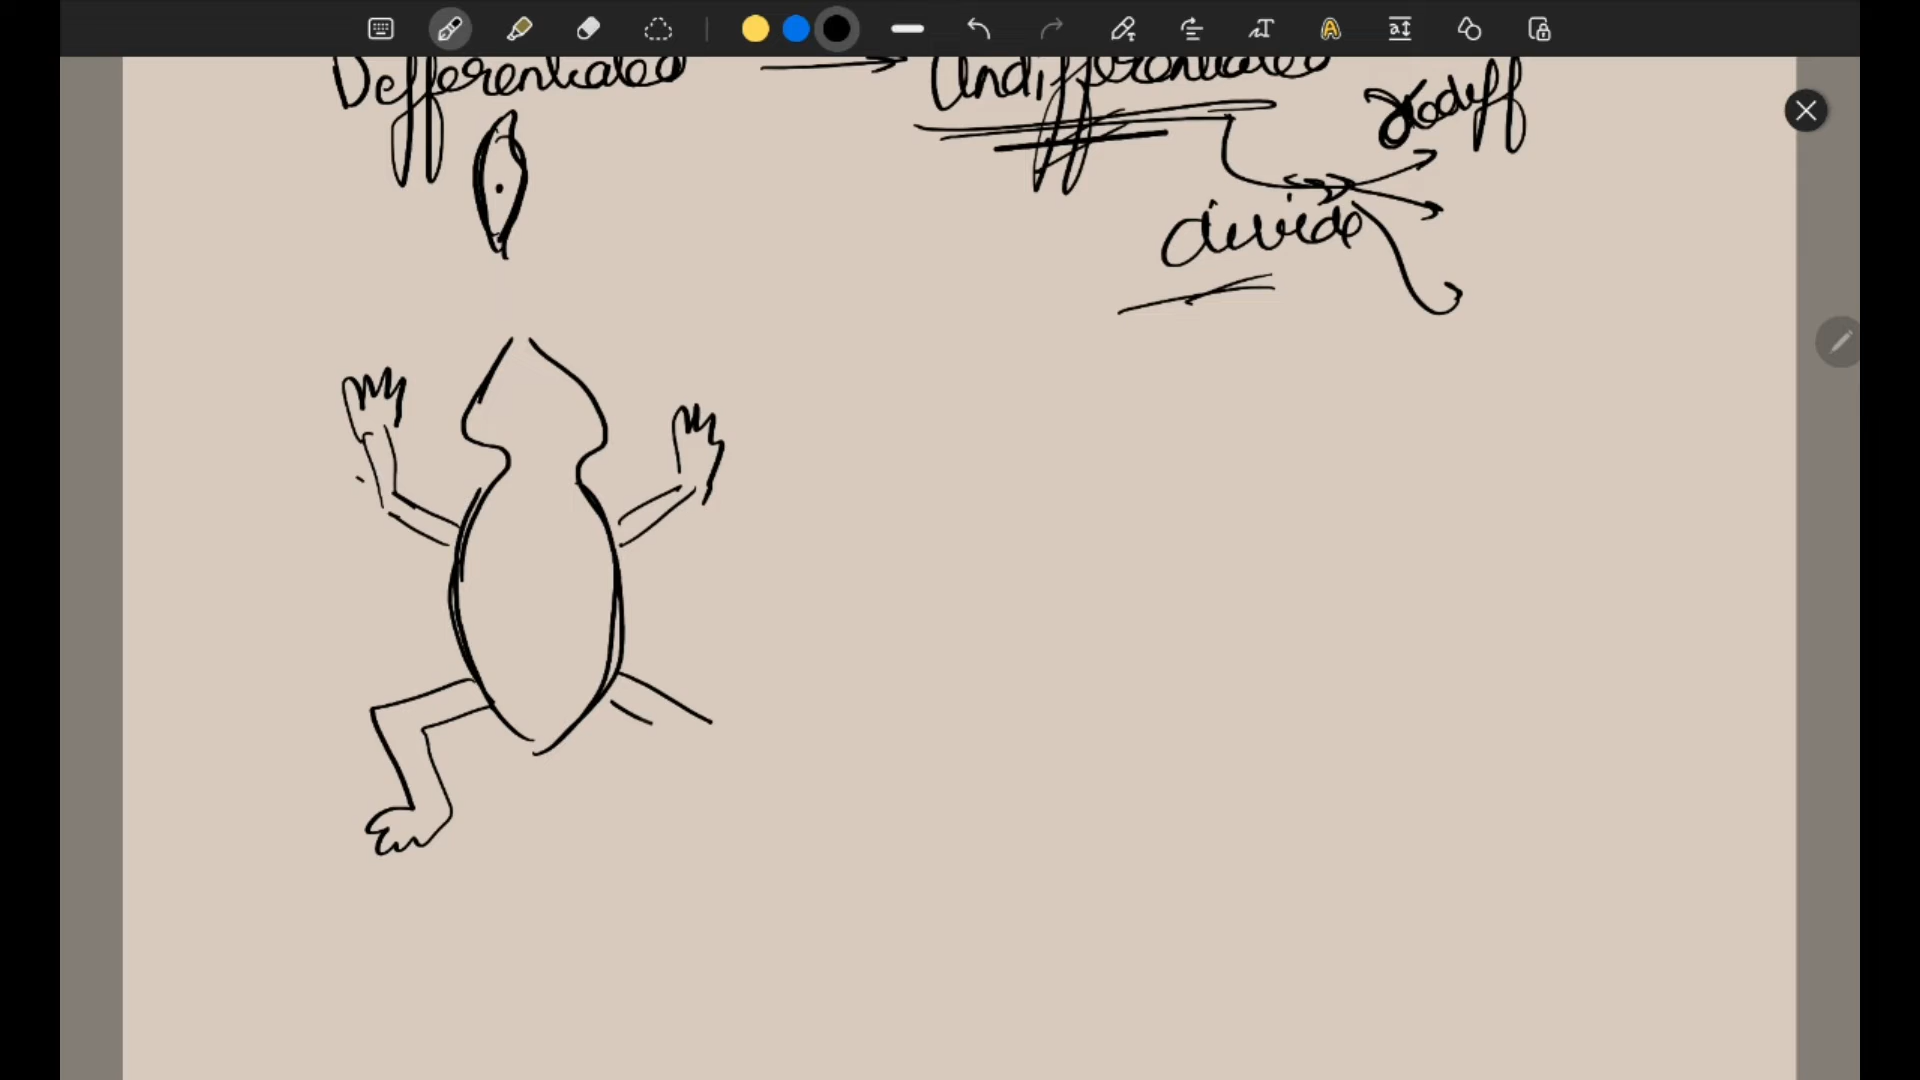 Defferentiated → Undifferentiated
rediff
divide